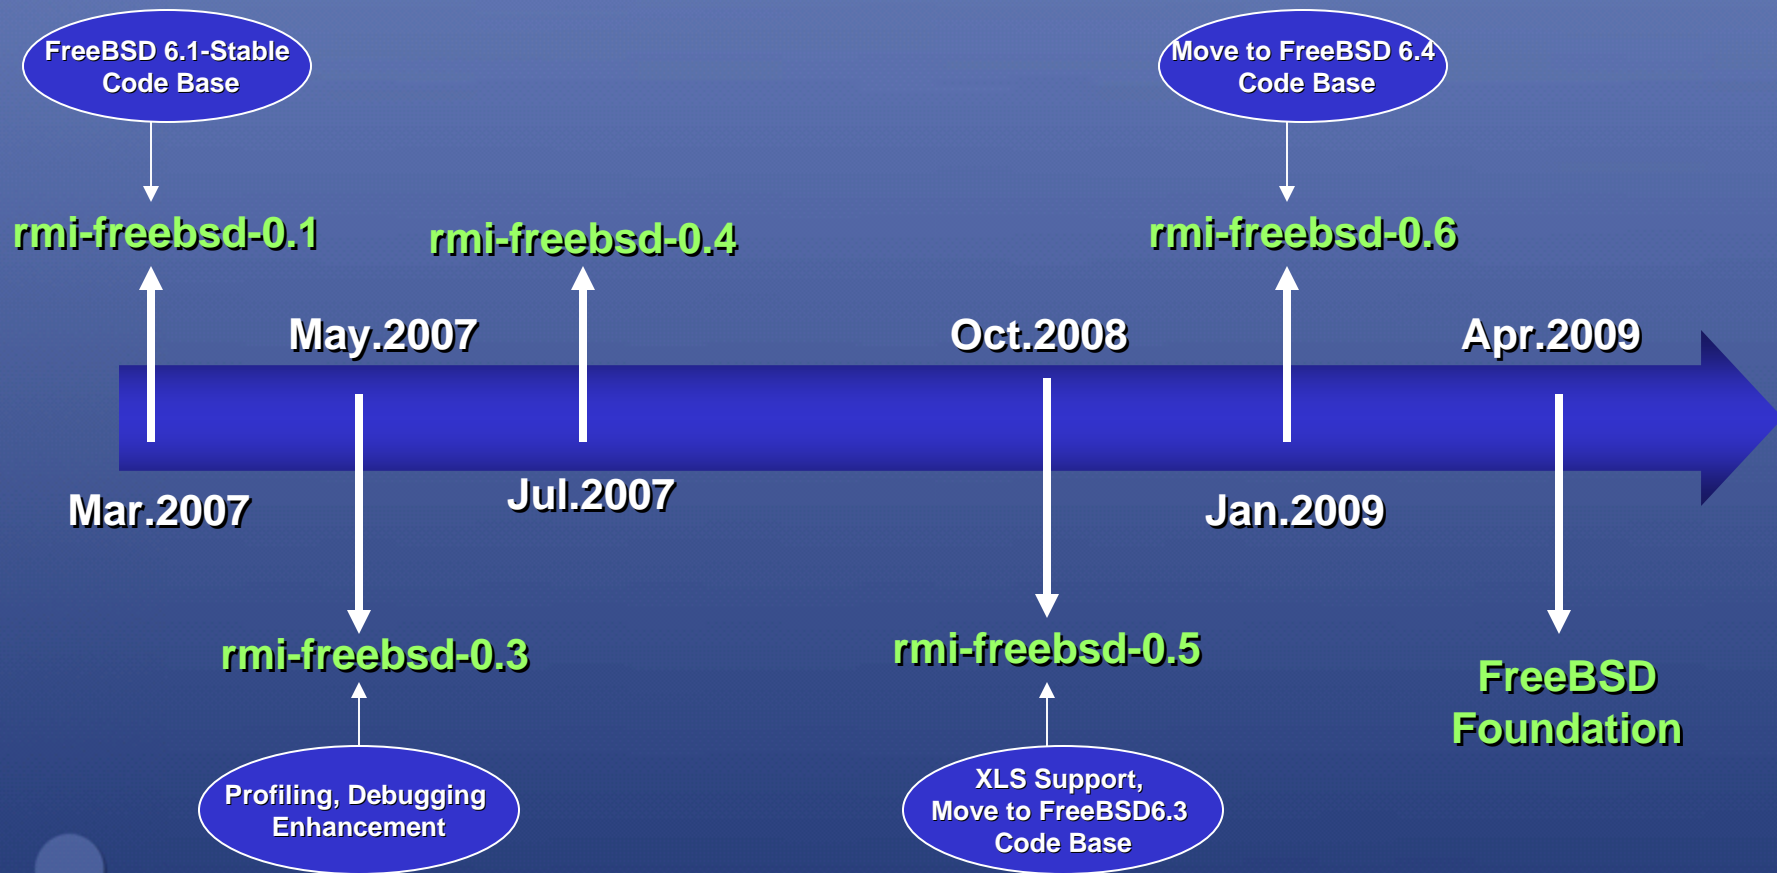 FreeBSD 6.1-Stable
Code Base
Move to FreeBSD 6.4
Code Base
rmi-freebsd-0.1
rmi-freebsd-0.4
rmi-freebsd-0.6
May.2007
Oct.2008
Apr.2009
Mar.2007
Jul.2007
Jan.2009
rmi-freebsd-0.3
rmi-freebsd-0.5
FreeBSD
Foundation
Profiling, Debugging
Enhancement
XLS Support,
Move to FreeBSD6.3
Code Base